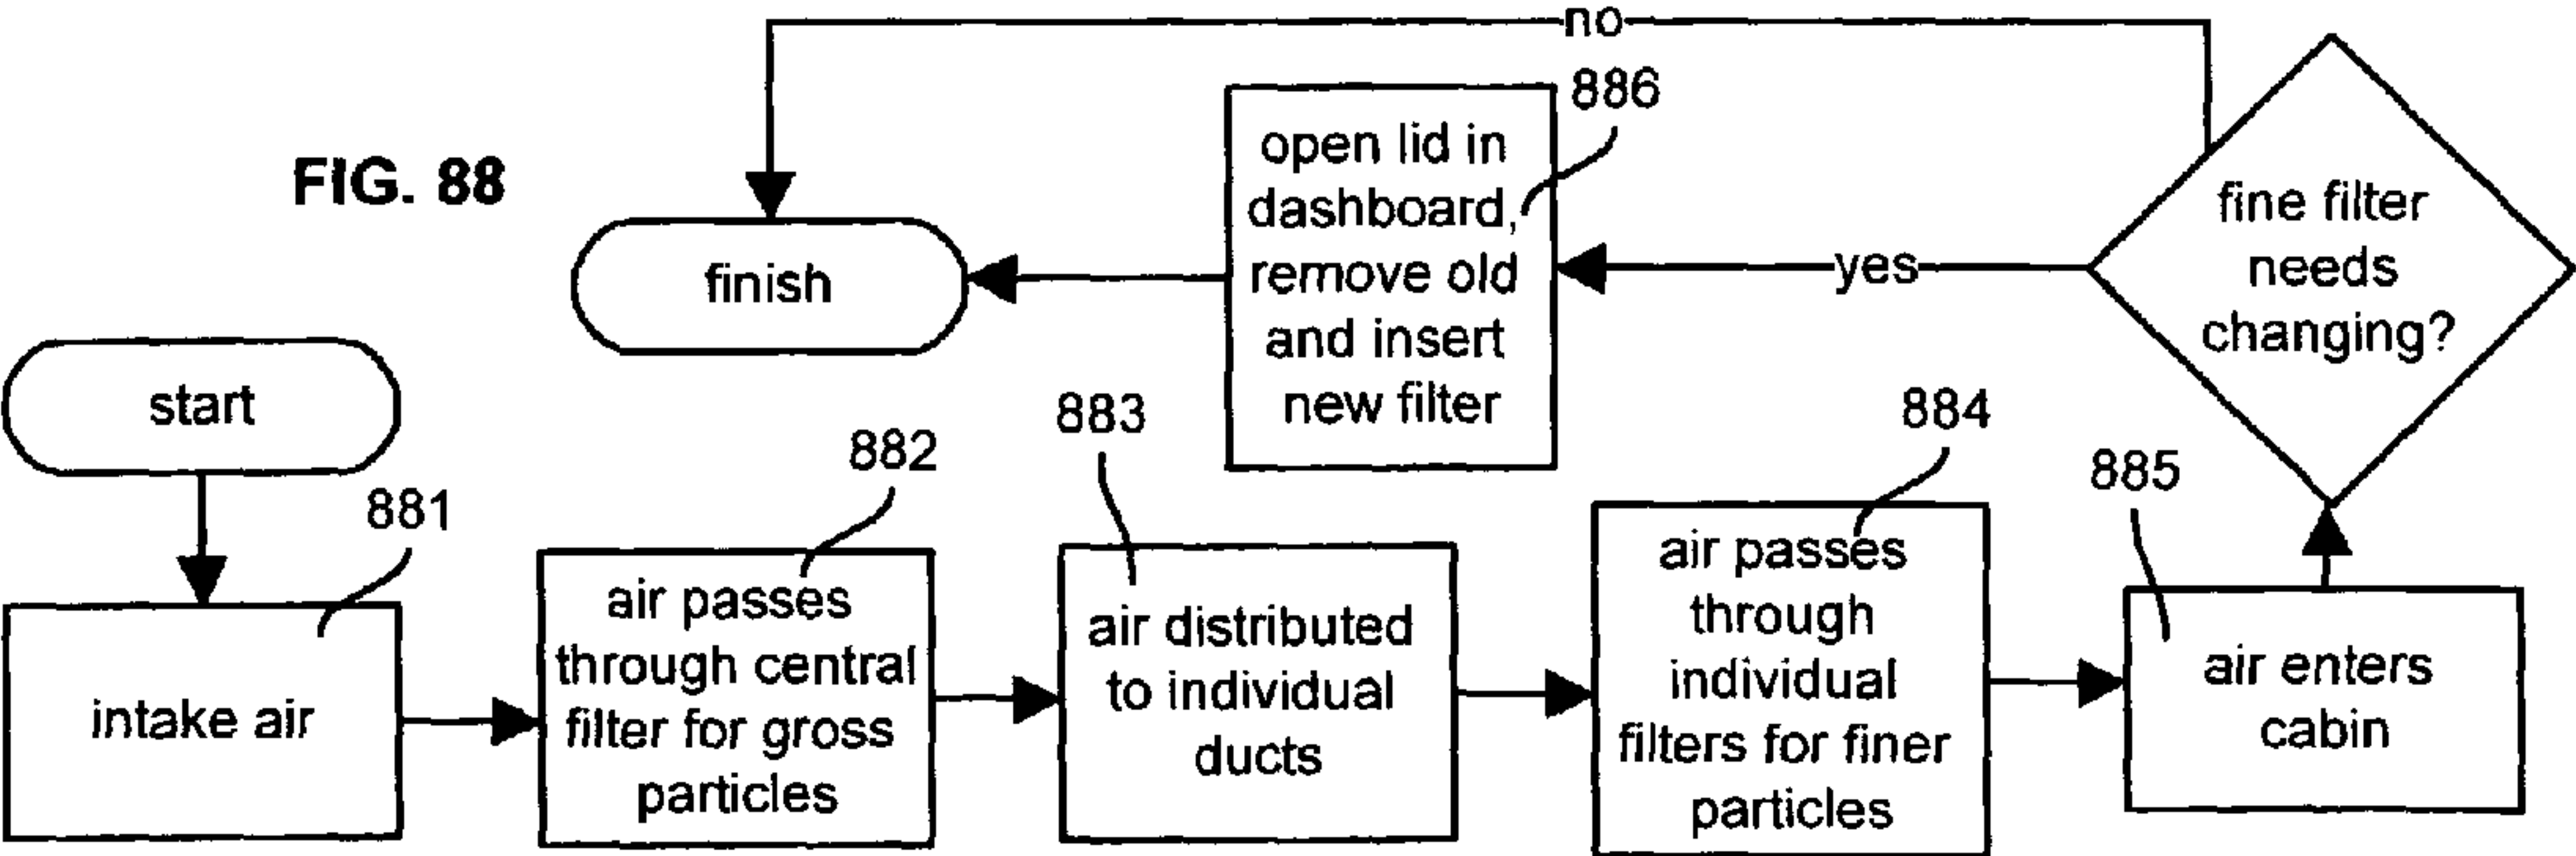 FIG. 88
start
881
intake air
882
air passes
through central
filter for gross
particles
883
air distributed
to individual
ducts
884
air passes
through
individual
filters for finer
particles
885
air enters
cabin
fine filter
needs
changing?
no
yes
886
open lid in
dashboard,
remove old
and insert
new filter
finish